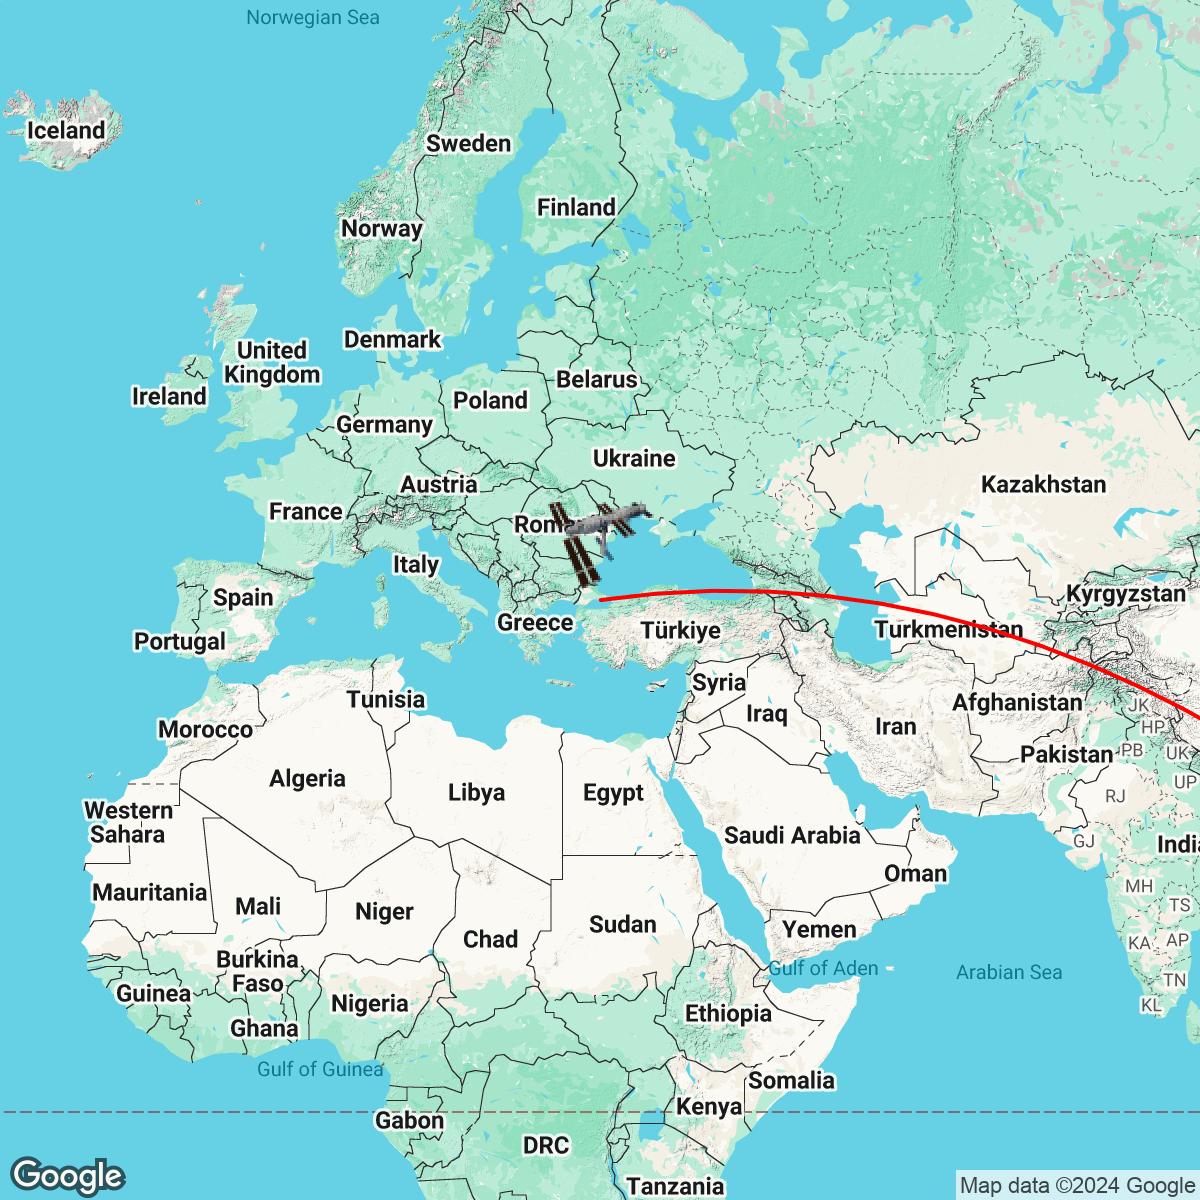 Norwegian Sea
Iceland
Sweden
Finland
Norway
Denmark
United
Kingdom
Ireland
Belarus
Poland
Germany
Ukraine
Austria
Kazakhstan
France
Italy
Kyrgyzstan
Spain
Greece
Türkiye
Turkmenistan
Portugal
Syria
Tunisia
Afghanistan
JK
Iraq
Iran
HP
Morocco
Pakistan
PB
UK
Algeria
Libya
Egypt
UP
RJ
Western
Sahara
Saudi Arabia
GJ
Oman
MH
Mauritania
Mali
Niger
TS
Sudan
Yemen
Chad
KA
AP
Burkina
Faso
Gulf of Aden
Arabian Sea
TN
Guinea
Nigeria
KL
Ethiopia
Ghana
Gulf of Guinea
Somalia
Kenya
Gabon
DRC
Tanzania
Google
Map data ©2024 Google